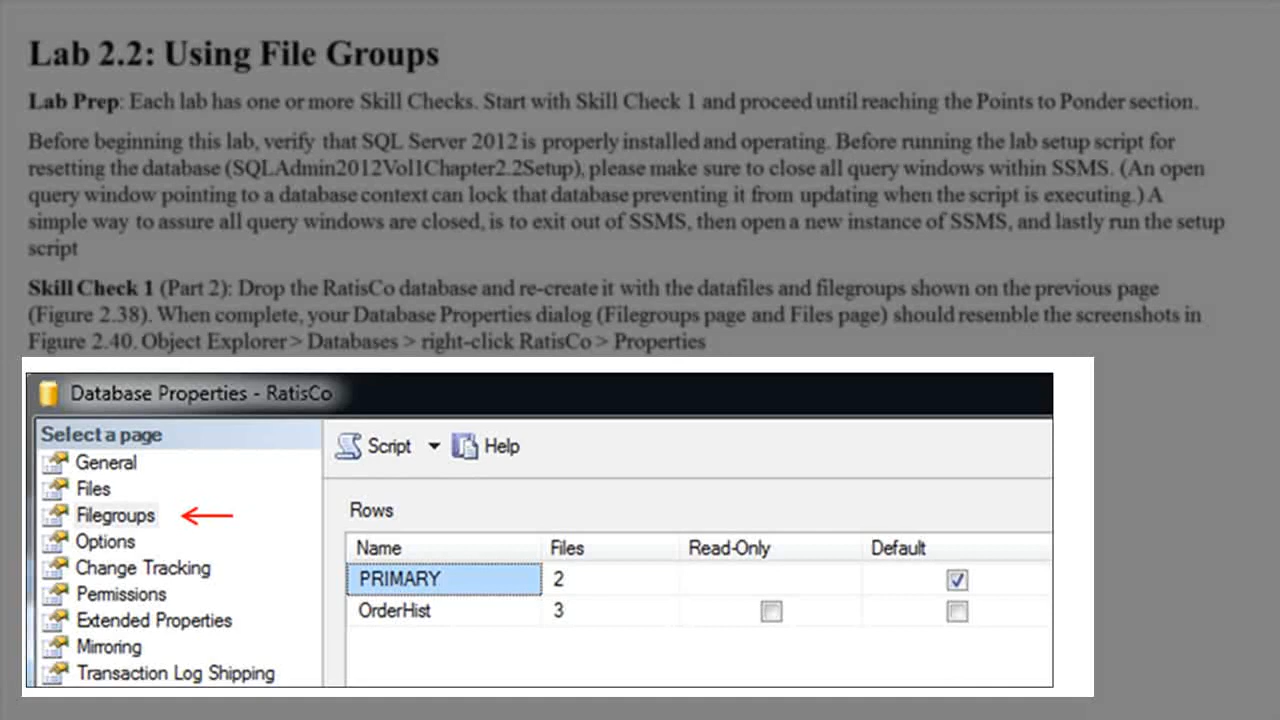 Lab 2.2: Using File Groups
Lab Prep: Each lab has one or more Skill Checks. Start with Skill Check 1 and proceed until reaching the Points to Ponder section.
Before beginning this lab, verify that SQL Server 2012 is properly installed and operating. Before running the lab setup script for
resetting the database (SQLAdmin2012Vol1Chapter2.2Setup), please make sure to close all query windows within SSMS. (An open
query window pointing to a database context can lock that database preventing it from updating when the script is executing.) A
simple way to assure all query windows are closed, is to exit out of SSMS, then open a new instance of SSMS, and lastly run the setup
script
Skill Check 1 (Part 2): Drop the RatisCo database and re-create it with the datafiles and filegroups shown on the previous page
(Figure 2.38). When complete, your Database Properties dialog (Filegroups page and Files page) should resemble the screenshots in
Figure 2.40. Object Explorer > Databases > right-click RatisCo > Properties
Database Properties - RatisCo
Select a page
General
Files
Filegroups
Options
Change Tracking
Permissions
Extended Properties
Mirroring
Transaction Log Shipping
Script Help
Rows
Name Files Read-Only Default
PRIMARY 2
OrderHist 3